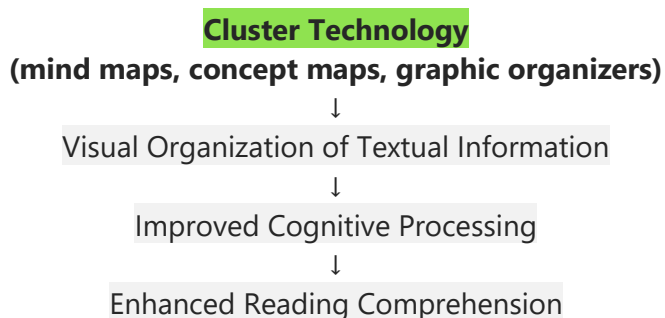 Cluster Technology
(mind maps, concept maps, graphic organizers)
↓
Visual Organization of Textual Information
↓
Improved Cognitive Processing
↓
Enhanced Reading Comprehension